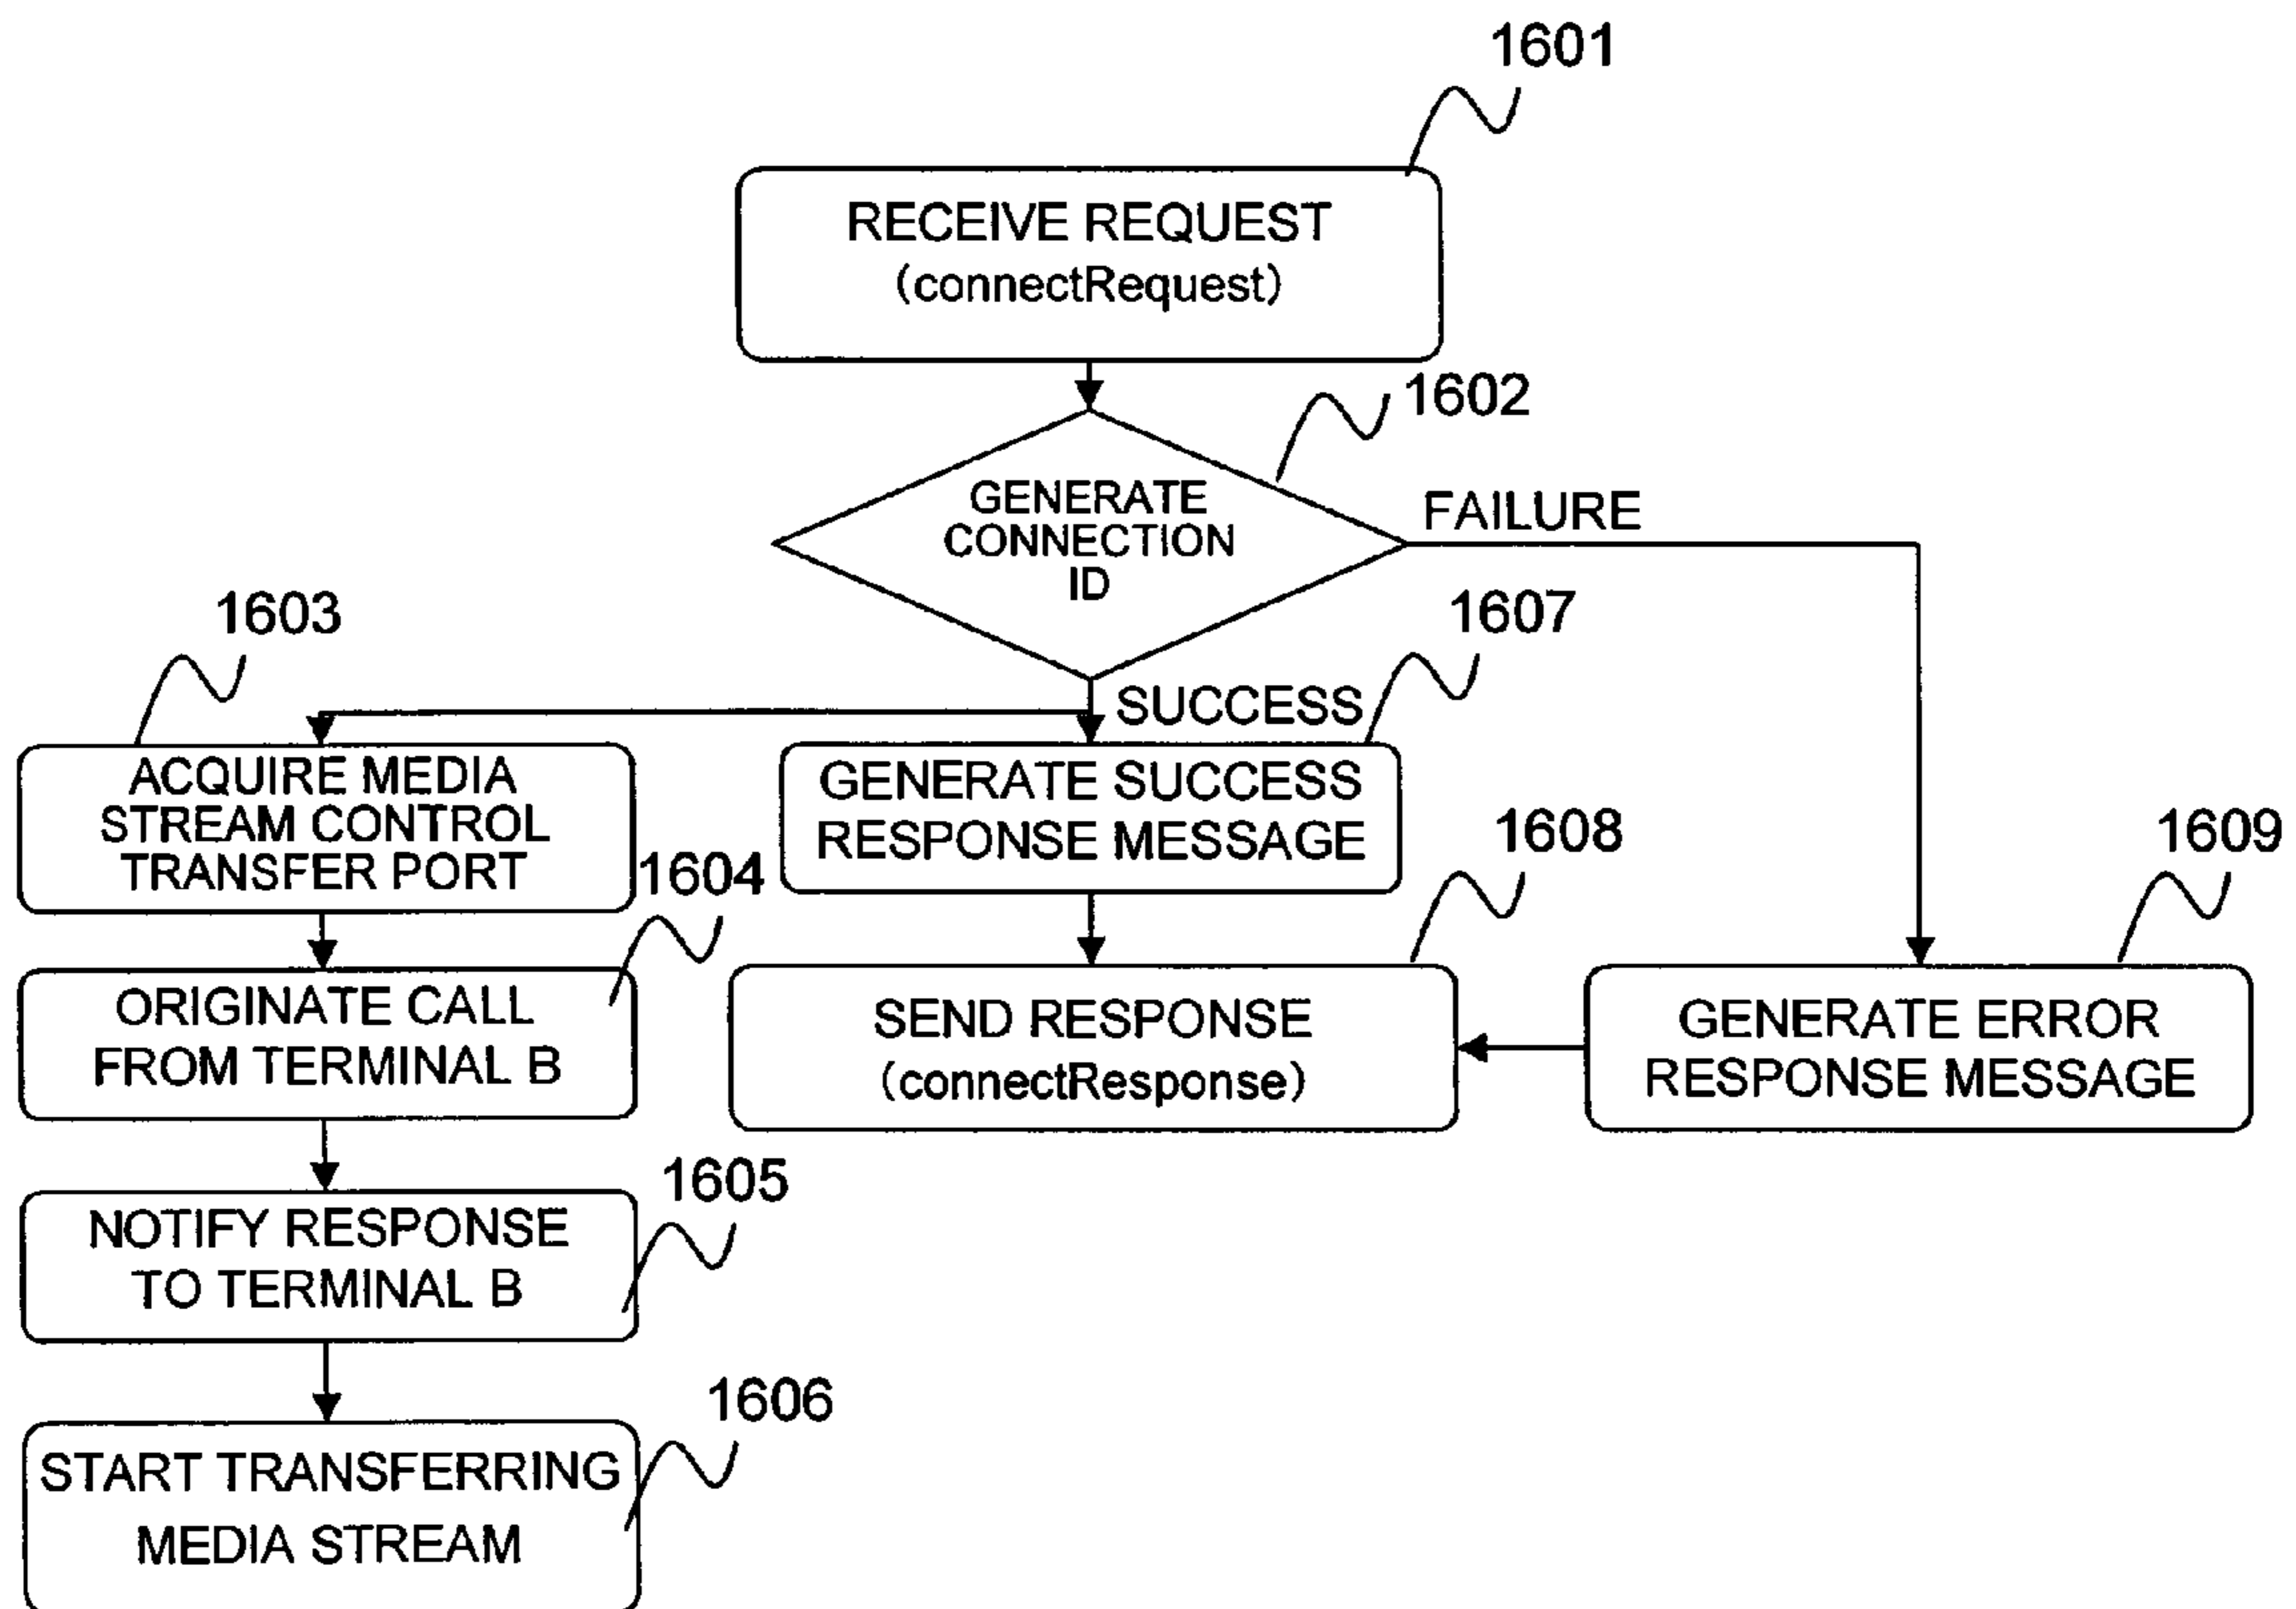 1601
RECEIVE REQUEST
(connectRequest)
1602
GENERATE
CONNECTION
ID
FAILURE
1603
1607
SUCCESS
ACQUIRE MEDIA
STREAM CONTROL
TRANSFER PORT
GENERATE SUCCESS
RESPONSE MESSAGE
1604
1608
1609
ORIGINATE CALL
FROM TERMINAL B
SEND RESPONSE
(connectResponse)
GENERATE ERROR
RESPONSE MESSAGE
1605
NOTIFY RESPONSE
TO TERMINAL B
1606
START TRANSFERRING
MEDIA STREAM